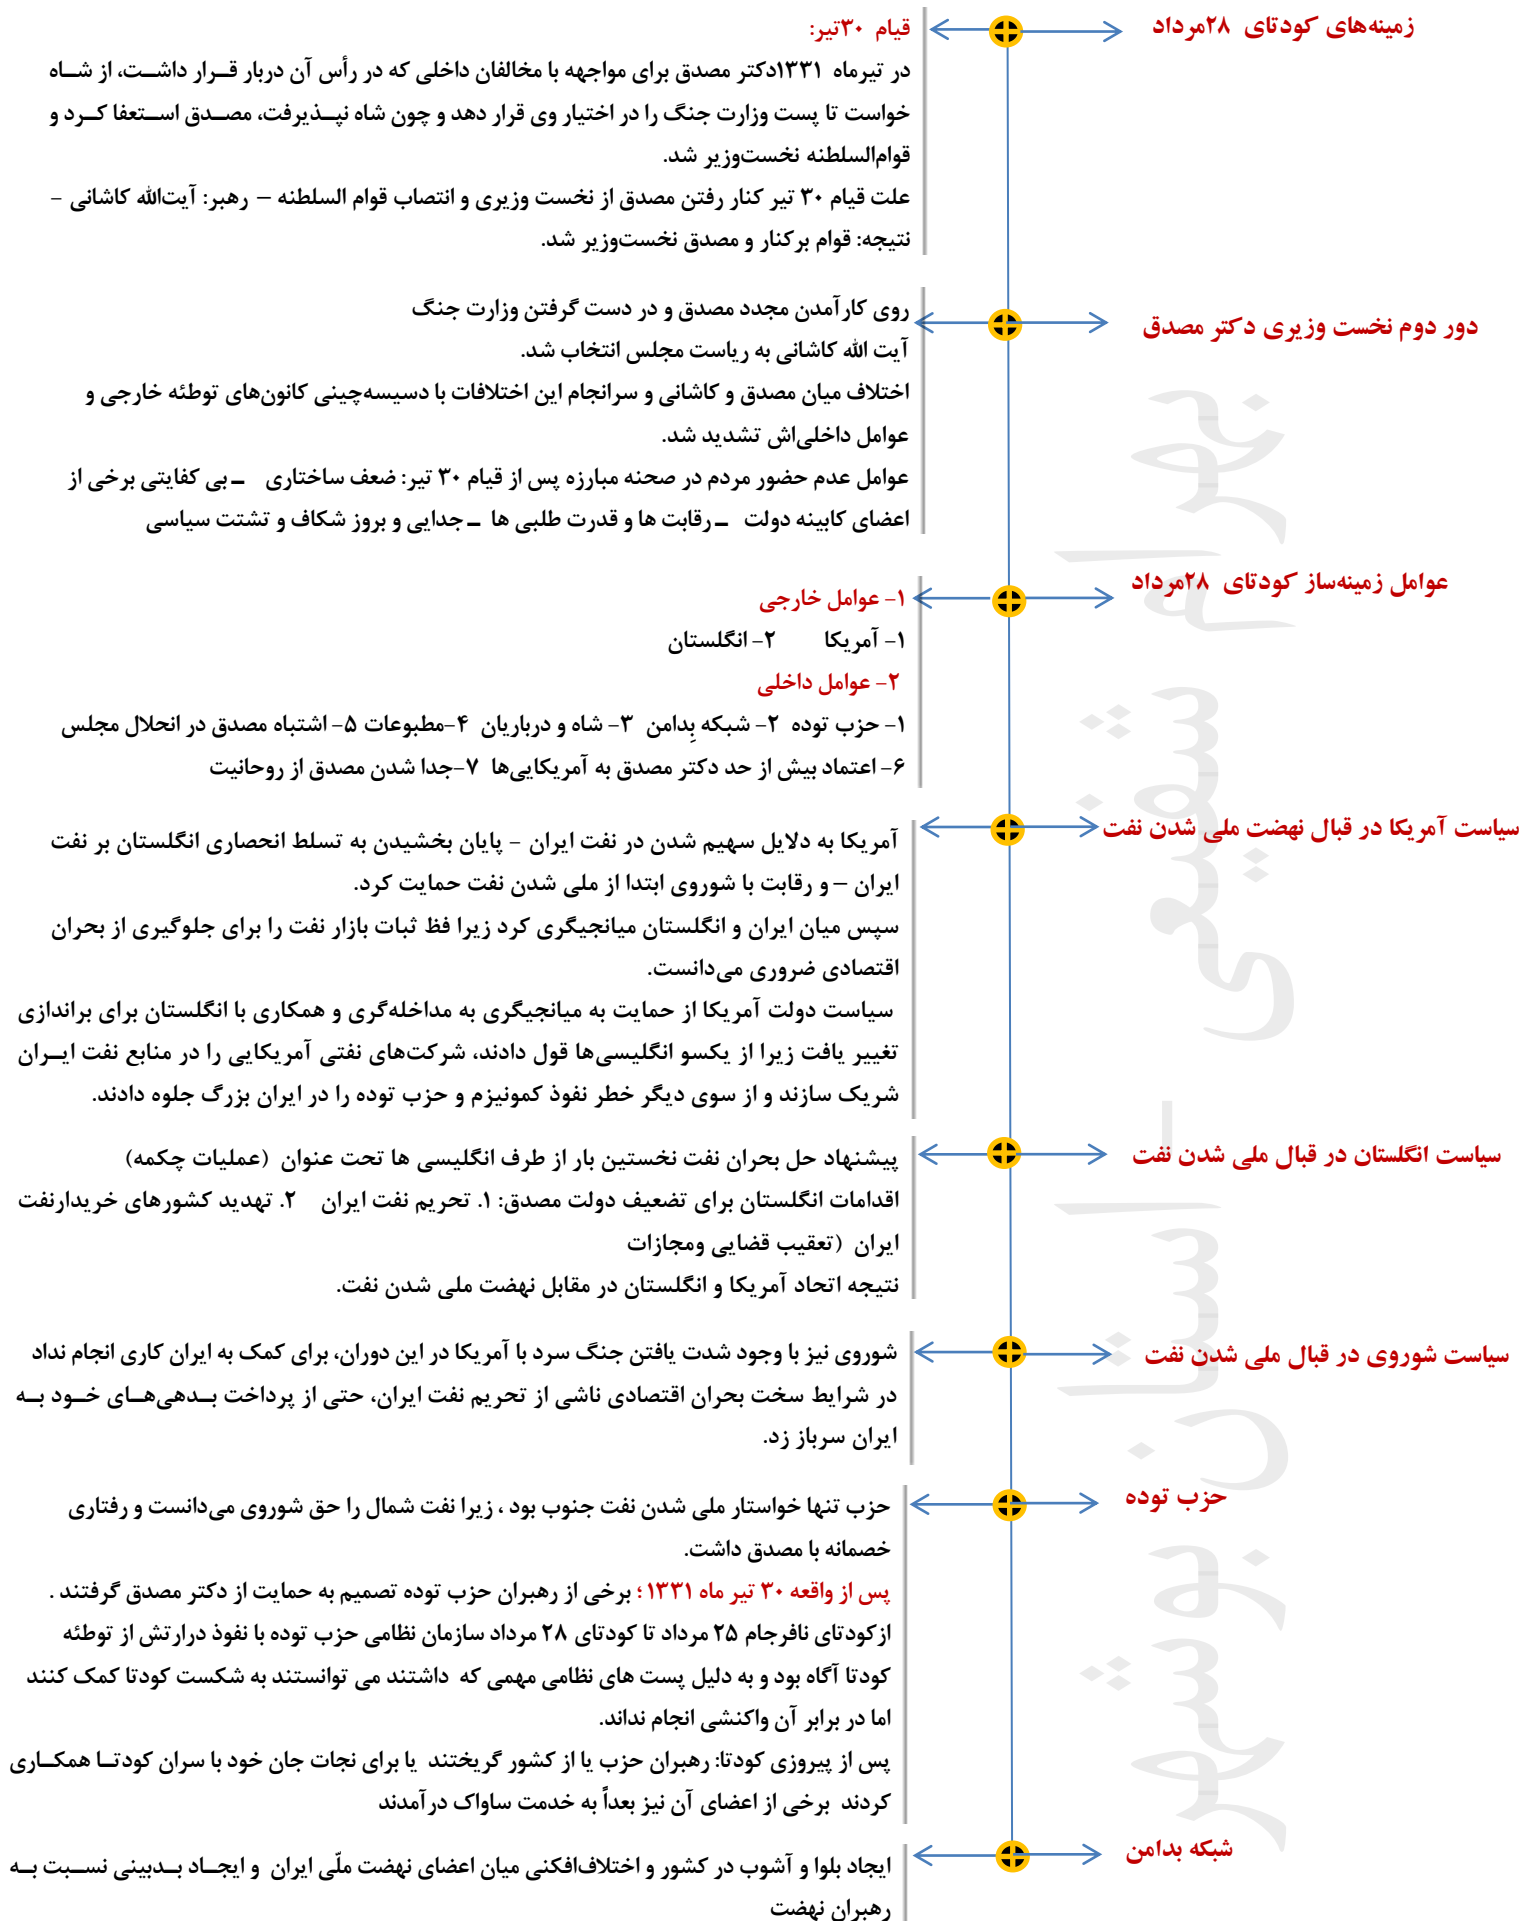 زمینه‌های کودتای ۲۸مرداد
قیام ۳۰تیر:
در تیرماه ۱۳۳۱دکتر مصدق برای مواجهه با مخالفان داخلی که در رأس آن دربار قرار داشت، از شاه
خواست تا پست وزارت جنگ را در اختیار وی قرار دهد و چون شاه نپذیرفت، مصدق استعفا کرد و
قوام‌السلطنه نخست‌وزیر شد.
علت قیام ۳۰ تیر کنار رفتن مصدق از نخست وزیری و انتصاب قوام السلطنه – رهبر: آیت‌الله کاشانی -
نتیجه: قوام برکنار و مصدق نخست‌وزیر شد.
دور دوم نخست وزیری دکتر مصدق
روی کارآمدن مجدد مصدق و در دست گرفتن وزارت جنگ
آیت الله کاشانی به ریاست مجلس انتخاب شد.
اختلاف میان مصدق و کاشانی و سرانجام این اختلافات با دسیسه‌چینی کانون‌های توطئه خارجی و
عوامل داخلی‌اش تشدید شد.
عوامل عدم حضور مردم در صحنه مبارزه پس از قیام ۳۰ تیر: ضعف ساختاری ـ بی کفایتی برخی از
اعضای کابینه دولت ـ رقابت ها و قدرت طلبی ها ـ جدایی و بروز شکاف و تشتت سیاسی
عوامل زمینه‌ساز کودتای ۲۸مرداد
۱- عوامل خارجی
۱- آمریکا ۲- انگلستان
۲- عوامل داخلی
۱- حزب توده ۲- شبکه بِدامن ۳- شاه و درباریان ۴-مطبوعات ۵- اشتباه مصدق در انحلال مجلس
۶- اعتماد بیش از حد دکتر مصدق به آمریکایی‌ها ۷-جدا شدن مصدق از روحانیت
سیاست آمریکا در قبال نهضت ملی شدن نفت
آمریکا به دلایل سهیم شدن در نفت ایران - پایان بخشیدن به تسلط انحصاری انگلستان بر نفت
ایران – و رقابت با شوروی ابتدا از ملی شدن نفت حمایت کرد.
سپس میان ایران و انگلستان میانجیگری کرد زیرا فظ ثبات بازار نفت را برای جلوگیری از بحران
اقتصادی ضروری می‌دانست.
سیاست دولت آمریکا از حمایت به میانجیگری به مداخله‌گری و همکاری با انگلستان برای براندازی
تغییر یافت زیرا از یکسو انگلیسی‌ها قول دادند، شرکت‌های نفتی آمریکایی را در منابع نفت ایران
شریک سازند و از سوی دیگر خطر نفوذ کمونیزم و حزب توده را در ایران بزرگ جلوه دادند.
سیاست انگلستان در قبال ملی شدن نفت
پیشنهاد حل بحران نفت نخستین بار از طرف انگلیسی ها تحت عنوان (عملیات چکمه)
اقدامات انگلستان برای تضعیف دولت مصدق: ۱. تحریم نفت ایران ۲. تهدید کشورهای خریدارنفت
ایران (تعقیب قضایی ومجازات
نتیجه اتحاد آمریکا و انگلستان در مقابل نهضت ملی شدن نفت.
سیاست شوروی در قبال ملی شدن نفت
شوروی نیز با وجود شدت یافتن جنگ سرد با آمریکا در این دوران، برای کمک به ایران کاری انجام نداد
در شرایط سخت بحران اقتصادی ناشی از تحریم نفت ایران، حتی از پرداخت بدهی‌های خود به
ایران سرباز زد.
حزب توده
حزب تنها خواستار ملی شدن نفت جنوب بود ، زیرا نفت شمال را حق شوروی می‌دانست و رفتاری
خصمانه با مصدق داشت.
پس از واقعه ۳۰ تیر ماه ۱۳۳۱؛ برخی از رهبران حزب توده تصمیم به حمایت از دکتر مصدق گرفتند .
ازکودتای نافرجام ۲۵ مرداد تا کودتای ۲۸ مرداد سازمان نظامی حزب توده با نفوذ درارتش از توطئه
کودتا آگاه بود و به دلیل پست های نظامی مهمی که داشتند می توانستند به شکست کودتا کمک کنند
اما در برابر آن واکنشی انجام نداند.
پس از پیروزی کودتا: رهبران حزب یا از کشور گریختند یا برای نجات جان خود با سران کودتا همکاری
کردند برخی از اعضای آن نیز بعداً به خدمت ساواک درآمدند
شبکه بدامن
ایجاد بلوا و آشوب در کشور و اختلاف‌افکنی میان اعضای نهضت ملّی ایران و ایجاد بدبینی نسبت به
رهبران نهضت
بهرام شفیعی - استان بوشهر